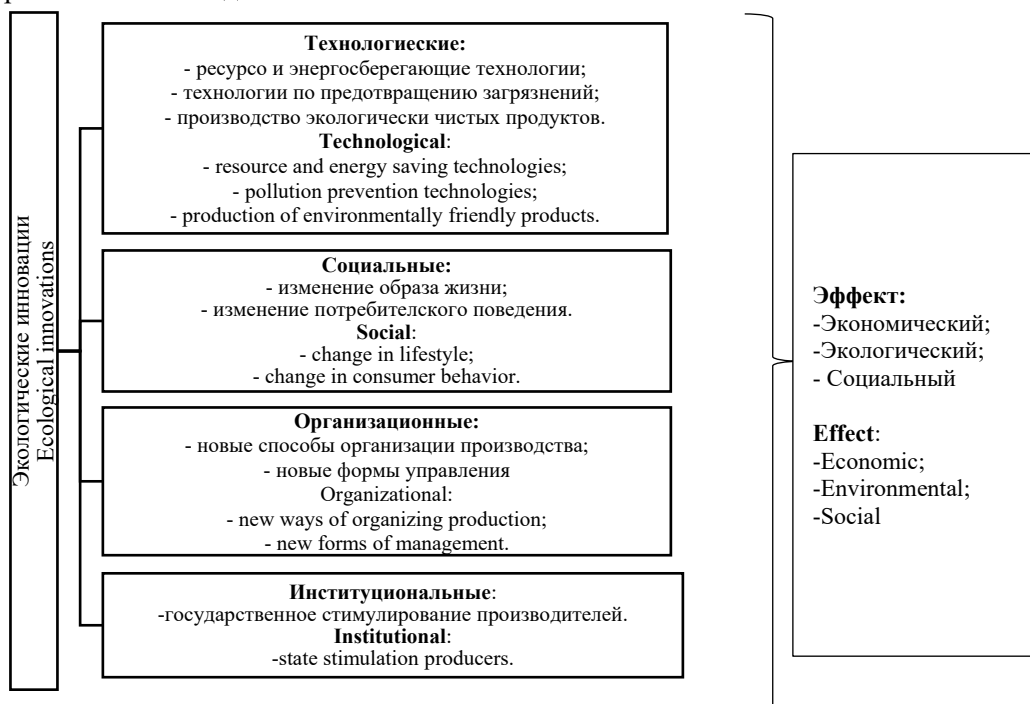 Экологические инновации
Ecological innovations
Технологиеские:
- ресурсо и энергосберегающие технологии;
- технологии по предотвращению загрязнений;
- производство экологически чистых продуктов.
Technological:
- resource and energy saving technologies;
- pollution prevention technologies;
- production of environmentally friendly products.
Социальные:
- изменение образа жизни;
- изменение потребителского поведения.
Social:
- change in lifestyle;
- change in consumer behavior.
Организационные:
- новые способы организации производства;
- новые формы управления
Organizational:
- new ways of organizing production;
- new forms of management.
Институциональные:
-государственное стимулирование производителей.
Institutional:
-state stimulation producers.
Эффект:
-Экономический;
-Экологический;
- Социальный
Effect:
-Economic;
-Environmental;
-Social